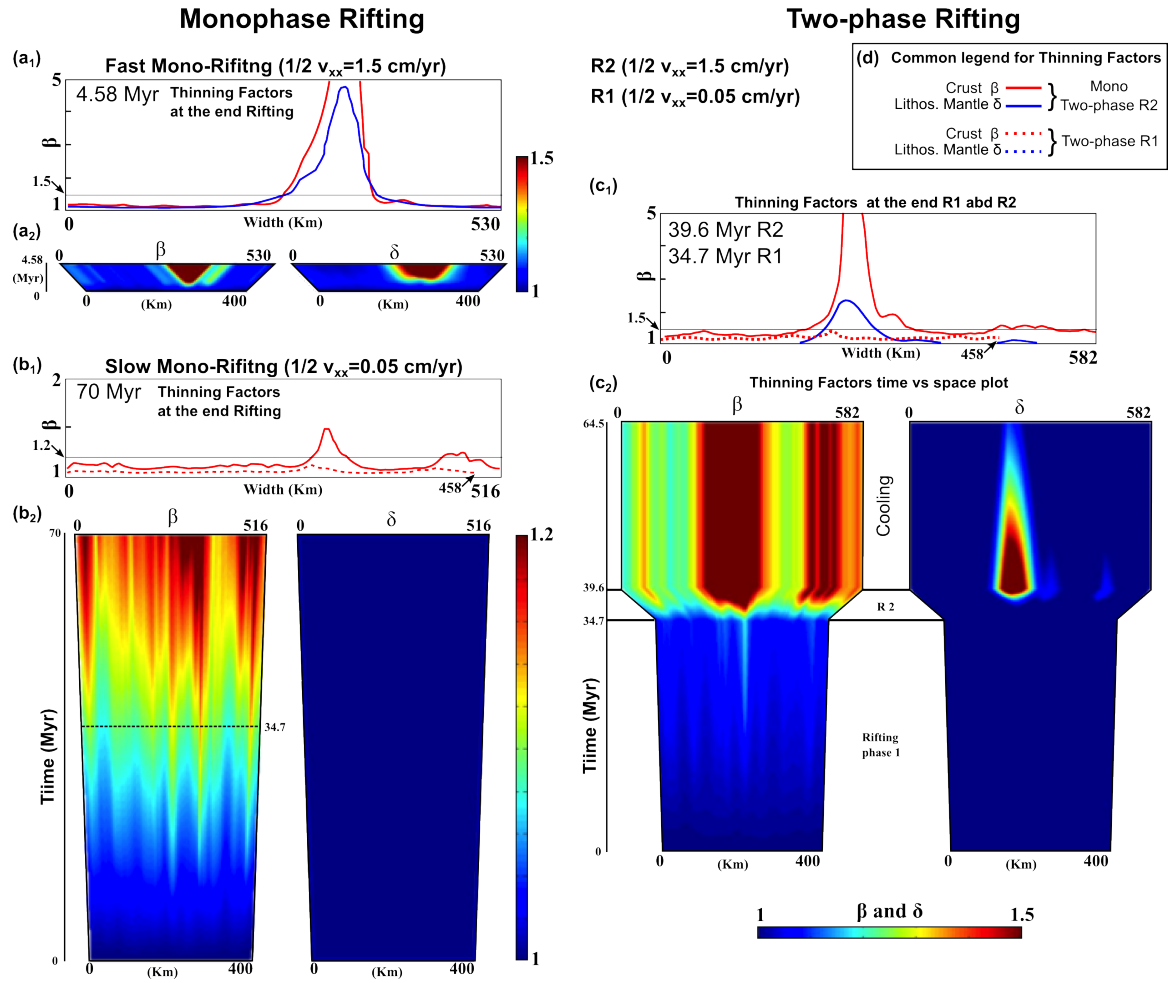 Monophase Rifting
Two-phase Rifting
(a1)
Fast Mono-Rifitng (1/2 vxx=1.5 cm/yr)
5
4.58 Myr
Thinning Factors
at the end Rifting
β
1.5
1
0
Width (Km)
530
1.5
1
(a2)
β
530
δ
530
0
0
4.58
(Myr)
0
0
(Km)
400
0
(Km)
400
(b1)
Slow Mono-Rifitng (1/2 vxx=0.05 cm/yr)
2
70 Myr
Thinning Factors
at the end Rifting
β
1.2
1
0
Width (Km)
458
516
(b2)
0
β
516
0
δ
516
70
34.7
Tiime (Myr)
0
0
(Km)
400
0
(Km)
400
1.2
1
R2 (1/2 vxx=1.5 cm/yr)
R1 (1/2 vxx=0.05 cm/yr)
(d)
Common legend for Thinning Factors
Crust β
Lithos. Mantle δ
} Mono
Two-phase R2
Crust β
Lithos. Mantle δ
} Two-phase R1
(c1)
Thinning Factors at the end R1 abd R2
5
39.6 Myr R2
34.7 Myr R1
β
1.5
1
0
Width (Km)
458
582
(c2)
Thinning Factors time vs space plot
0
β
582
0
δ
582
64.5
Cooling
39.6
R 2
34.7
Tiime (Myr)
Rifting
phase 1
0
0
(Km)
400
0
(Km)
400
1
β and δ
1.5